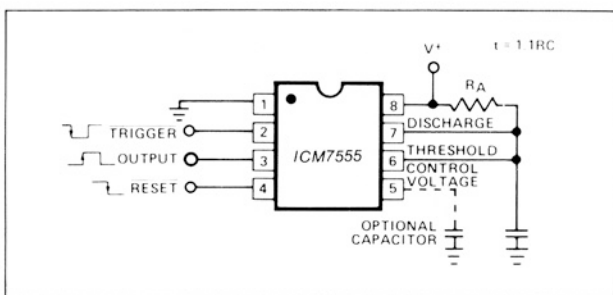 V+
t = 1.1RC
RA
1
8
DISCHARGE
TRIGGER
2
7
THRESHOLD
OUTPUT
3
ICM7555
6
CONTROL
VOLTAGE
RESET
4
5
OPTIONAL
CAPACITOR